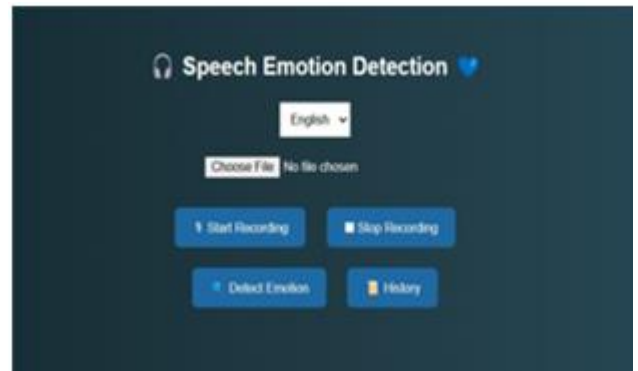 🎧 Speech Emotion Detection 💙
English
Choose File No file chosen
Start Recording
Stop Recording
Detect Emotion
History